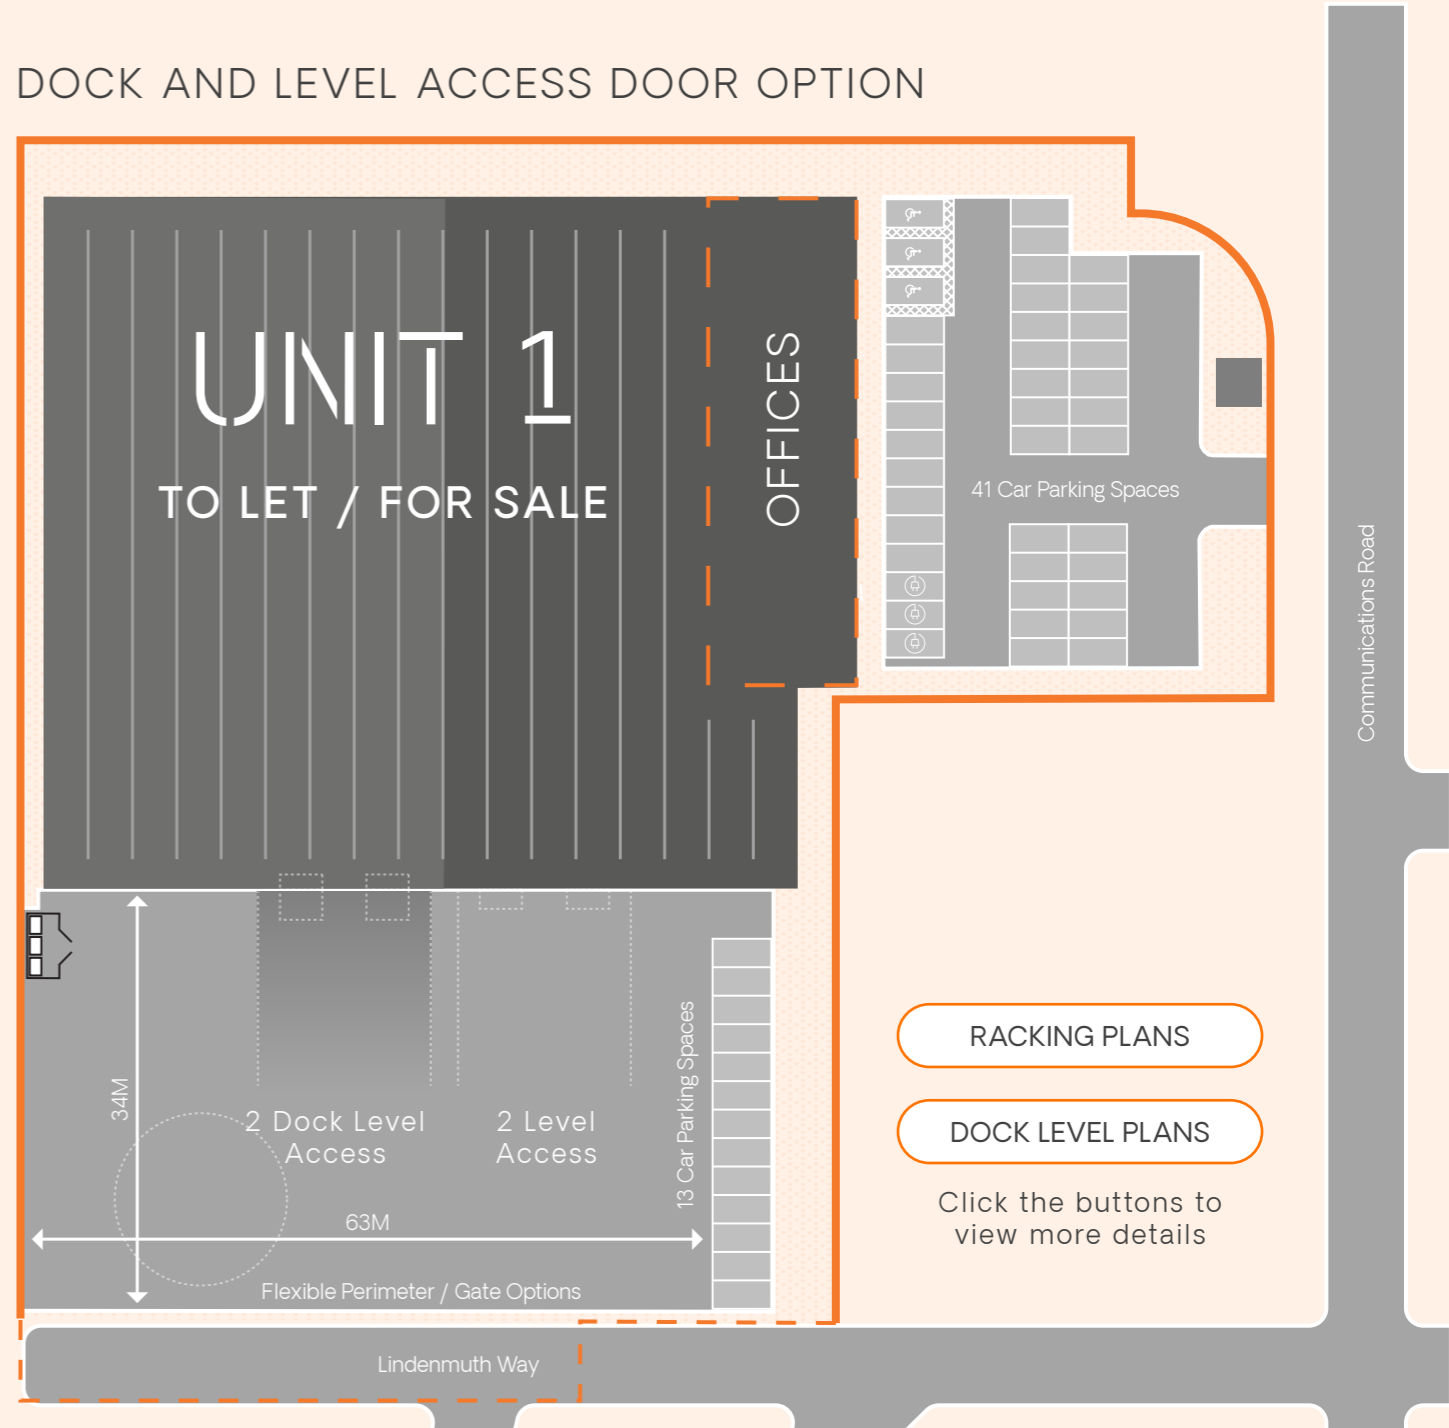 DOCK AND LEVEL ACCESS DOOR OPTION
UNIT 1
TO LET / FOR SALE
OFFICES
41 Car Parking Spaces
Communications Road
34M
2 Dock Level
Access
2 Level
Access
13 Car Parking Spaces
63M
Flexible Perimeter / Gate Options
RACKING PLANS
DOCK LEVEL PLANS
Click the buttons to
view more details
Lindenmuth Way